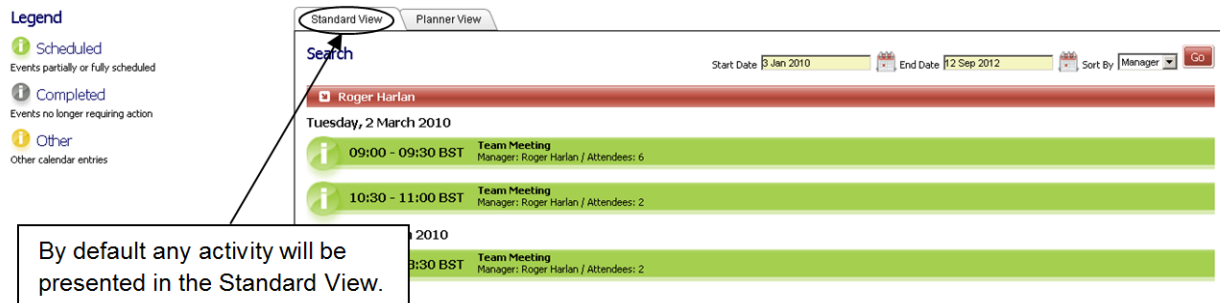 Legend
Scheduled
Events partially or fully scheduled
Completed
Events no longer requiring action
Other
Other calendar entries
Standard View
Planner View
Search
Start Date 3 Jan 2010 End Date 12 Sep 2012 Sort By Manager Go
Roger Harlan
Tuesday, 2 March 2010
09:00 - 09:30 BST Team Meeting
Manager: Roger Harlan / Attendees: 6
10:30 - 11:00 BST Team Meeting
Manager: Roger Harlan / Attendees: 2
2010
:30 BST Team Meeting
Manager: Roger Harlan / Attendees: 2
By default any activity will be
presented in the Standard View.